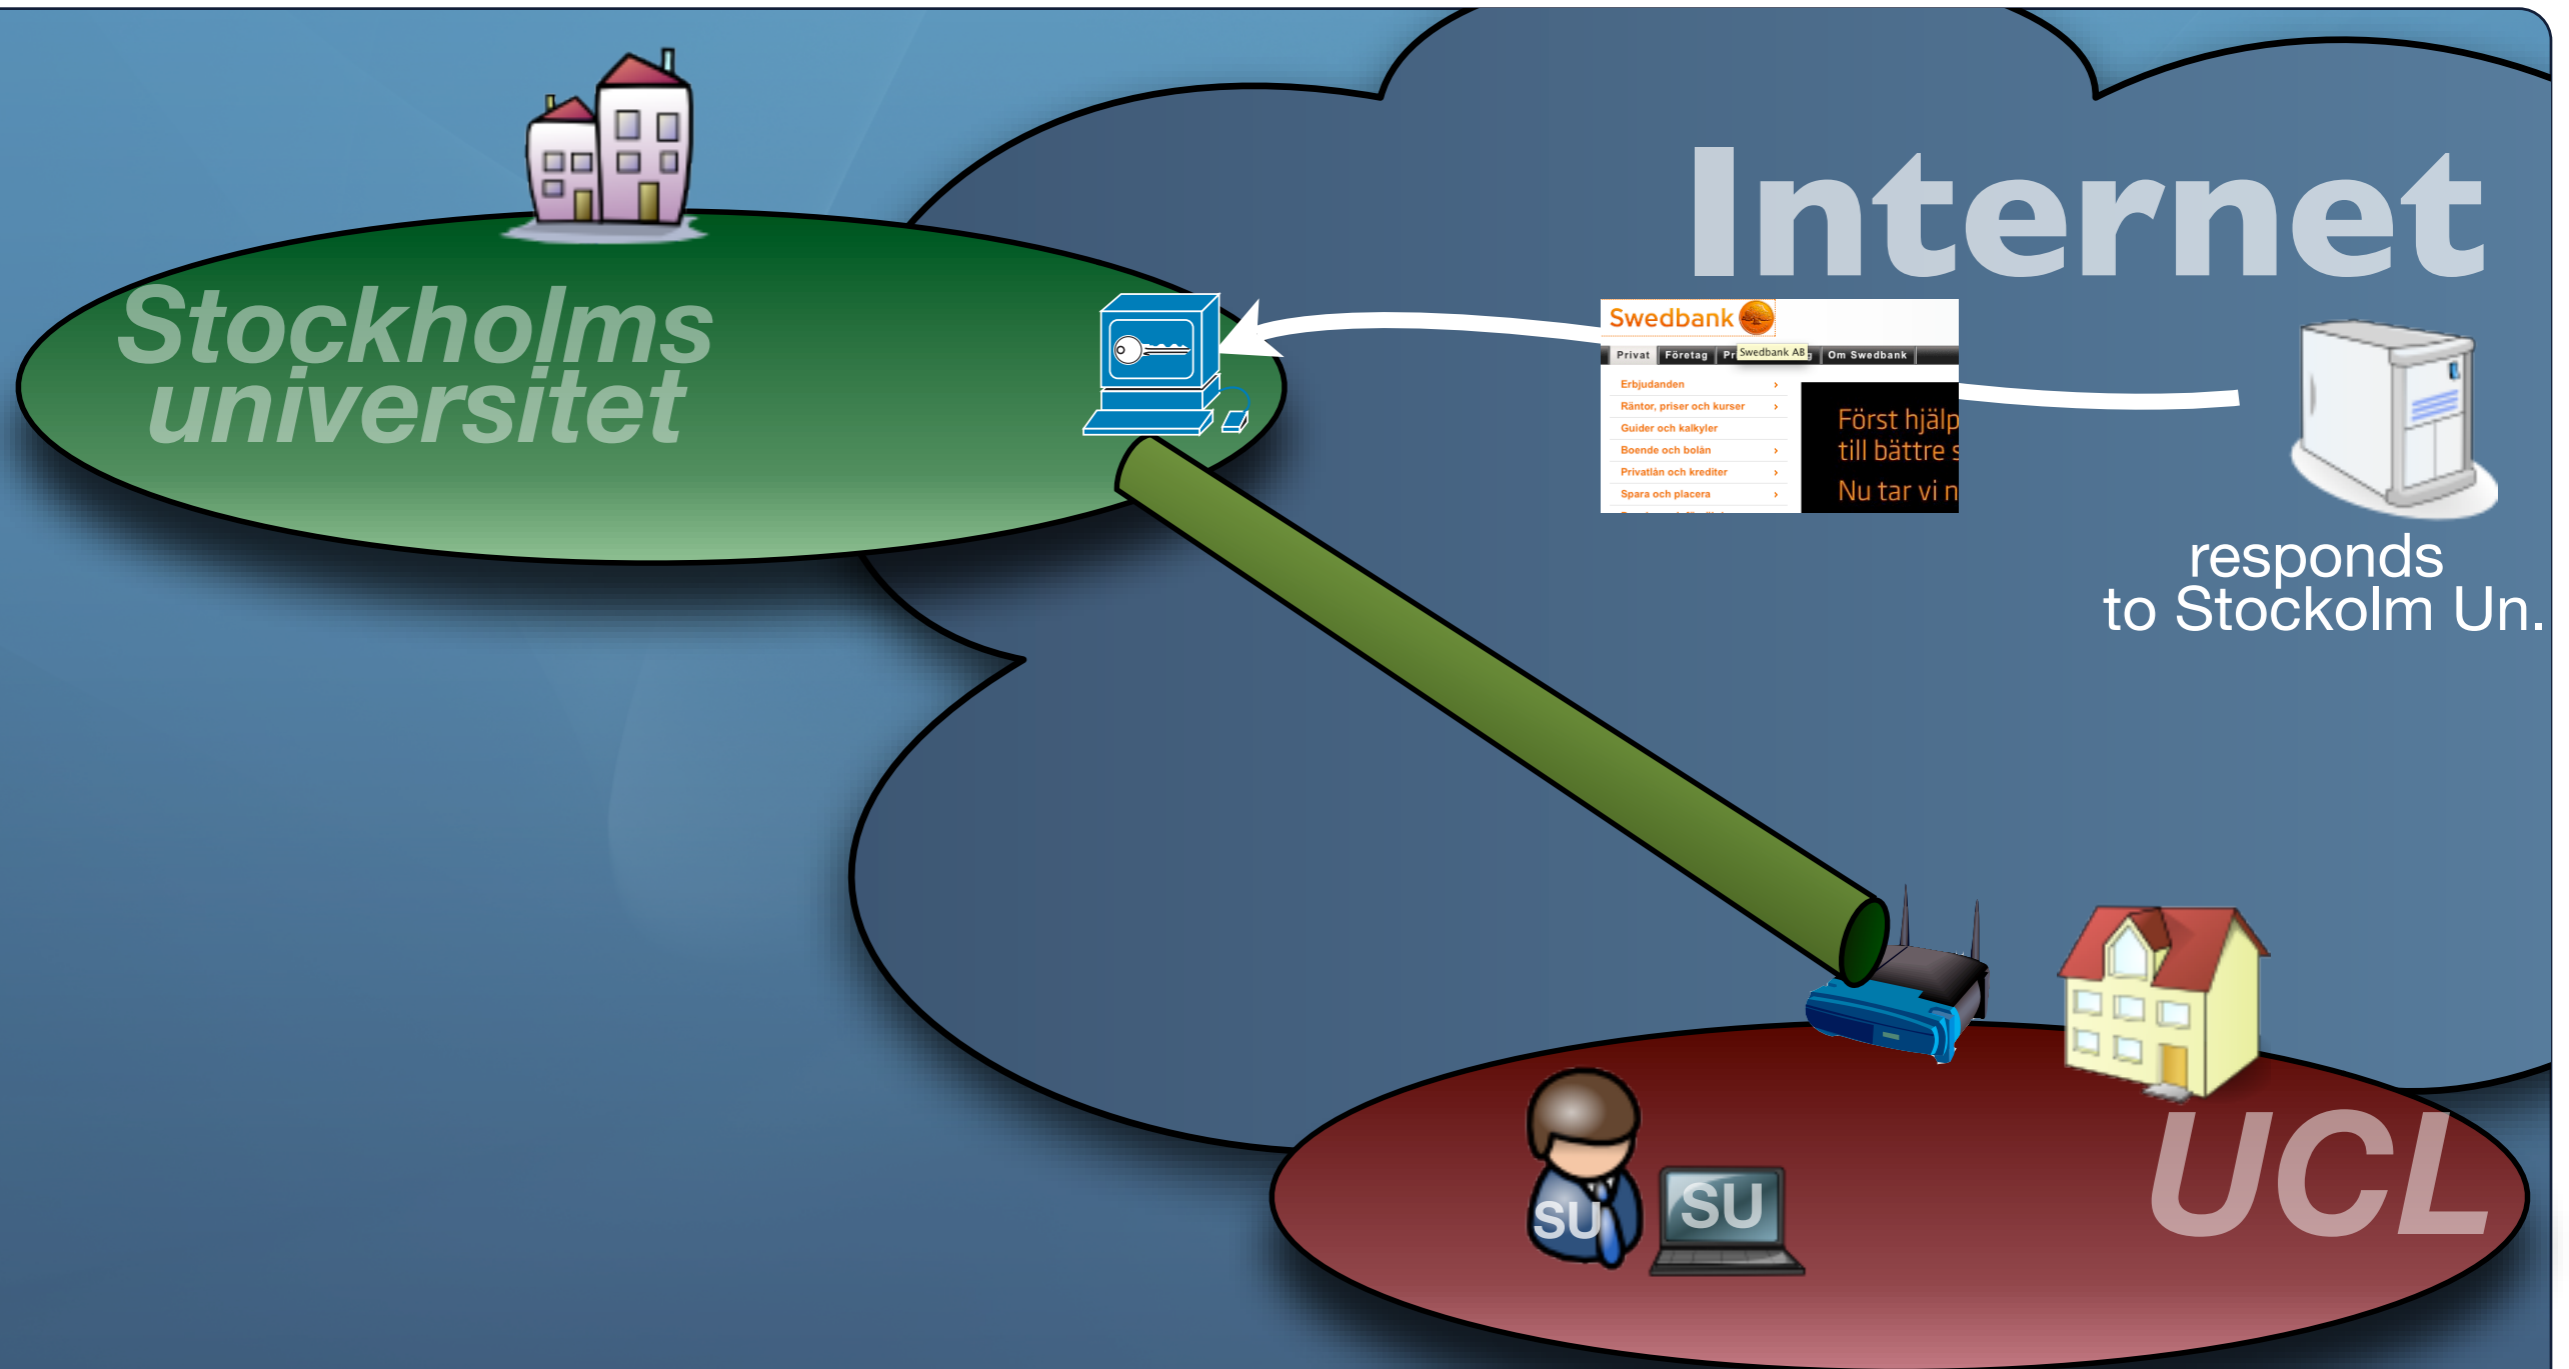 Internet
Stockholms
universitet
Swedbank
Privat Företag Pr Swedbank AB g Om Swedbank
Erbjudanden
Räntor, priser och kurser
Guider och kalkyler
Boende och bolån
Privatlån och krediter
Spara och placera
Först hjälp
till bättre s
Nu tar vi n
responds
to Stockolm Un.
UCL
SU
SU